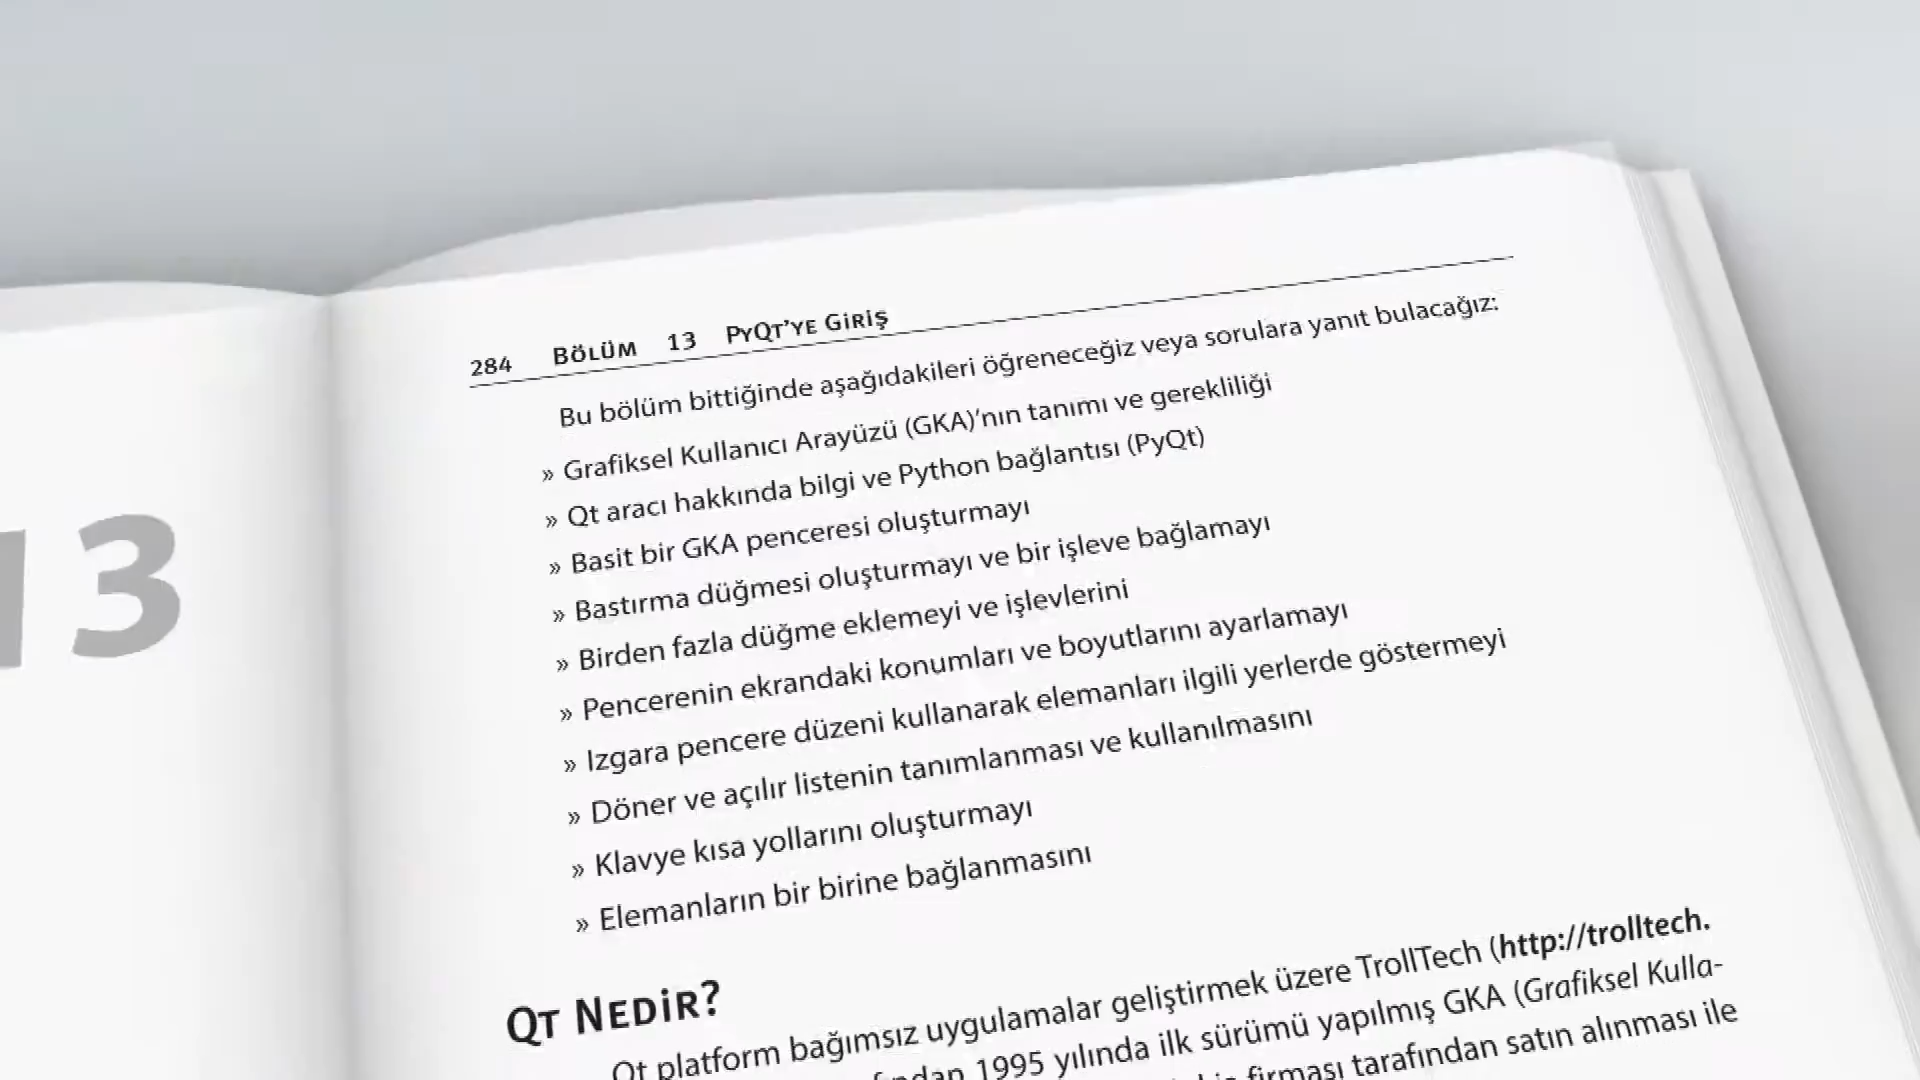 13
284 BÖLÜM 13 PYQT'YE GİRİŞ
Bu bölüm bittiğinde aşağıdakileri öğreneceğiz veya sorulara yanıt bulacağız:
» Grafiksel Kullanıcı Arayüzü (GKA)'nın tanımı ve gerekliliği
» Qt aracı hakkında bilgi ve Python bağlantısı (PyQt)
» Basit bir GKA penceresi oluşturmayı
» Bastırma düğmesi oluşturmayı ve bir işleve bağlamayı
» Birden fazla düğme eklemeyi ve işlevlerini
» Pencerenin ekrandaki konumları ve boyutlarını ayarlamayı
» Izgara pencere düzeni kullanarak elemanları ilgili yerlerde göstermeyi
» Döner ve açılır listenin tanımlanması ve kullanılmasını
» Klavye kısa yollarını oluşturmayı
» Elemanların bir birine bağlanmasını
QT NEDİR?
Qt platform bağımsız uygulamalar geliştirmek üzere TrollTech (http://trolltech.
1995 yılında ilk sürümü yapılmış GKA (Grafiksel Kulla-
firması tarafından satın alınması ile